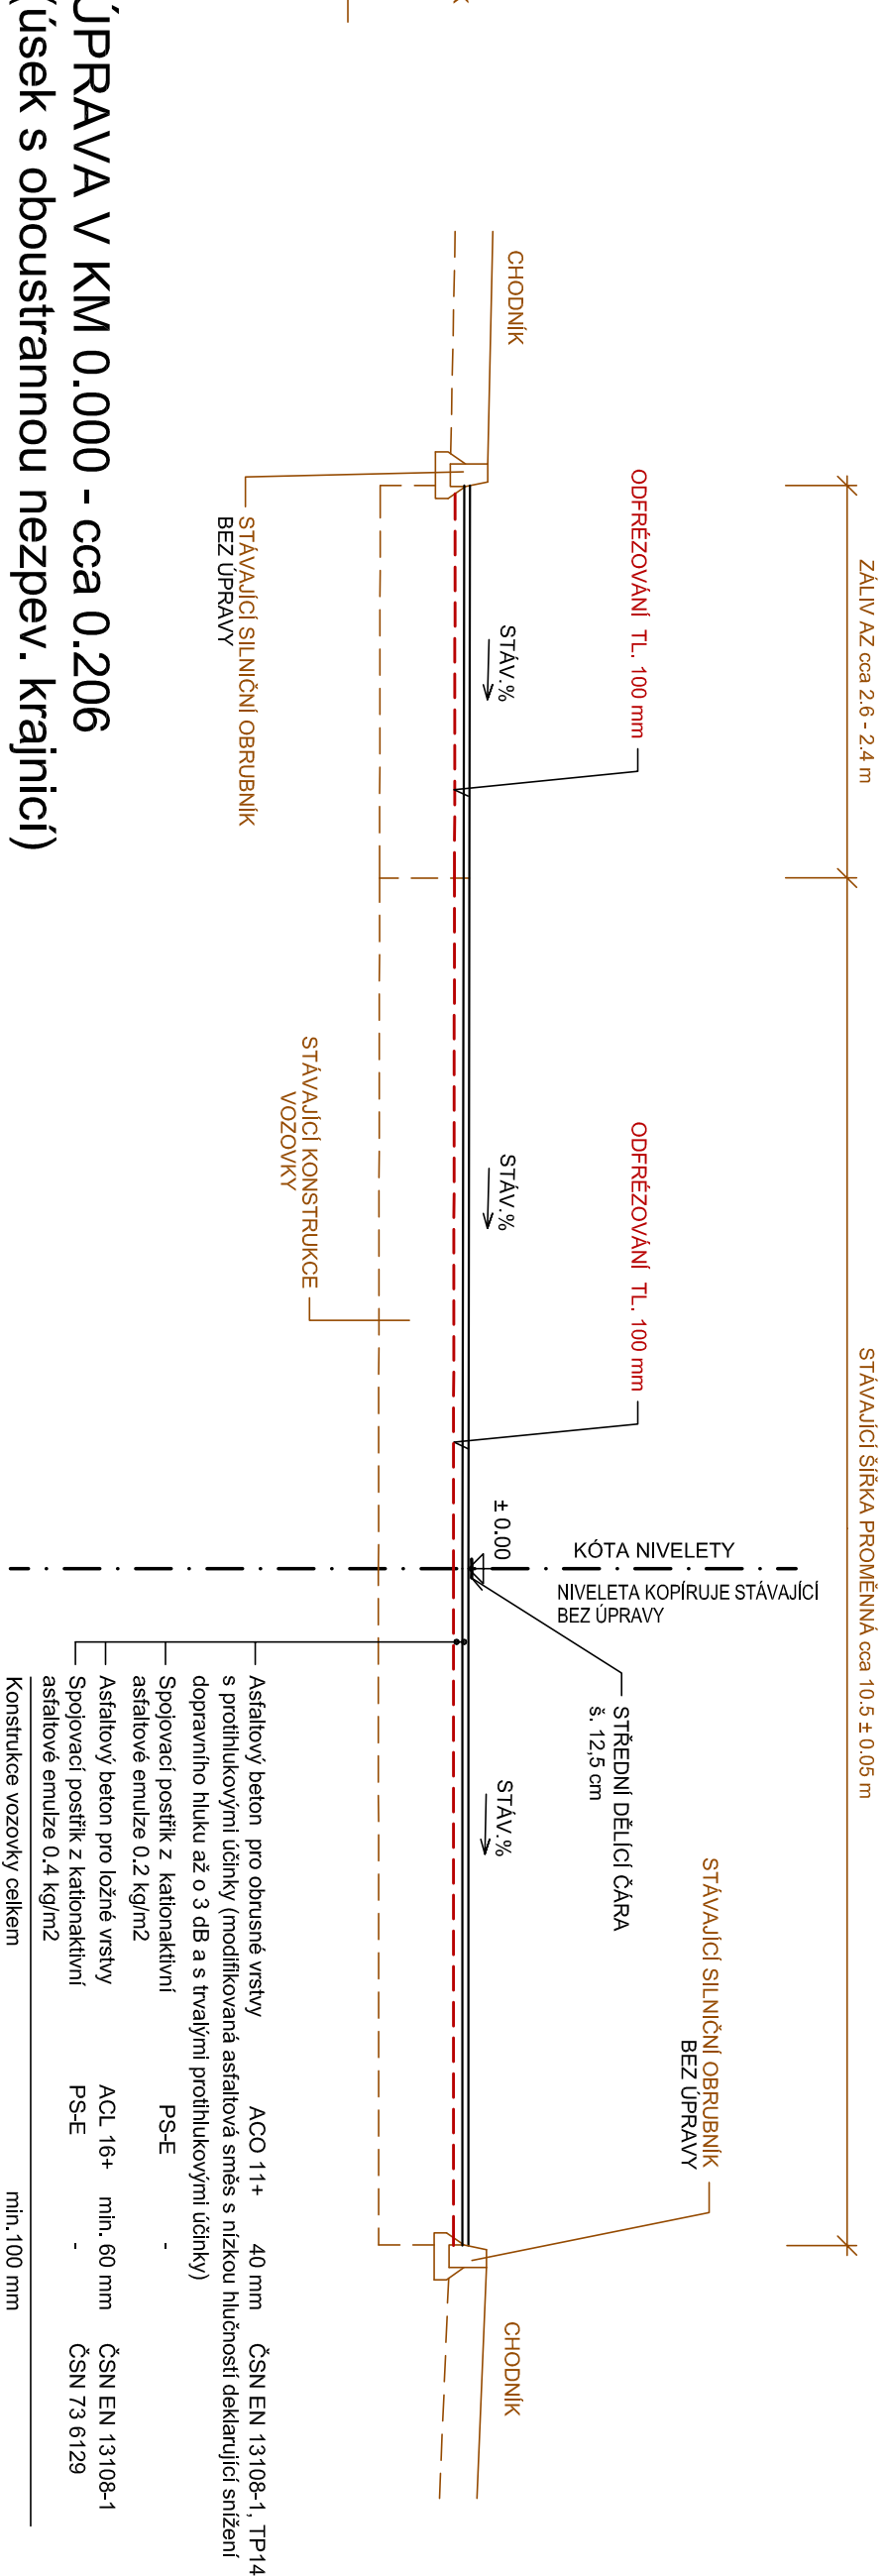 ZÁLIV AZ cca 2.6 - 2.4 m
STÁVAJÍCÍ ŠÍŘKA PROMĚNNÁ cca 10.5 ± 0.05 m
KÓTA NIVELETY
NIVELETA KOPÍRUJE STÁVAJÍCÍ
BEZ ÚPRAVY
STÁVAJÍCÍ SILNIČNÍ OBRUBNÍK
BEZ ÚPRAVY
ODFRÉZOVÁNÍ TL. 100 mm
ODFRÉZOVÁNÍ TL. 100 mm
STŘEDNÍ DĚLÍCÍ ČÁRA
š. 12,5 cm
CHODNÍK
STÁV.%
STÁV.%
± 0.00
STÁV.%
CHODNÍK
STÁVAJÍCÍ KONSTRUKCE
VOZOVKY
STÁVAJÍCÍ SILNIČNÍ OBRUBNÍK
BEZ ÚPRAVY
Asfaltový beton pro obrusné vrstvy ACO 11+ 40 mm ČSN EN 13108-1, TP14
s protihlukovými účinky (modifikovaná asfaltová směs s nízkou hlučností deklarující snížení
dopravního hluku až o 3 dB a s trvalými protihlukovými účinky)
Spojovací postřik z kationaktivní PS-E -
asfaltové emulze 0.2 kg/m2
Asfaltový beton pro ložné vrstvy ACL 16+ min. 60 mm ČSN EN 13108-1
Spojovací postřik z kationaktivní PS-E - ČSN 73 6129
asfaltové emulze 0.4 kg/m2
Konstrukce vozovky celkem min.100 mm
ÚPRAVA V KM 0.000 - cca 0.206
(úsek s oboustrannou nezpev. krajnicí)